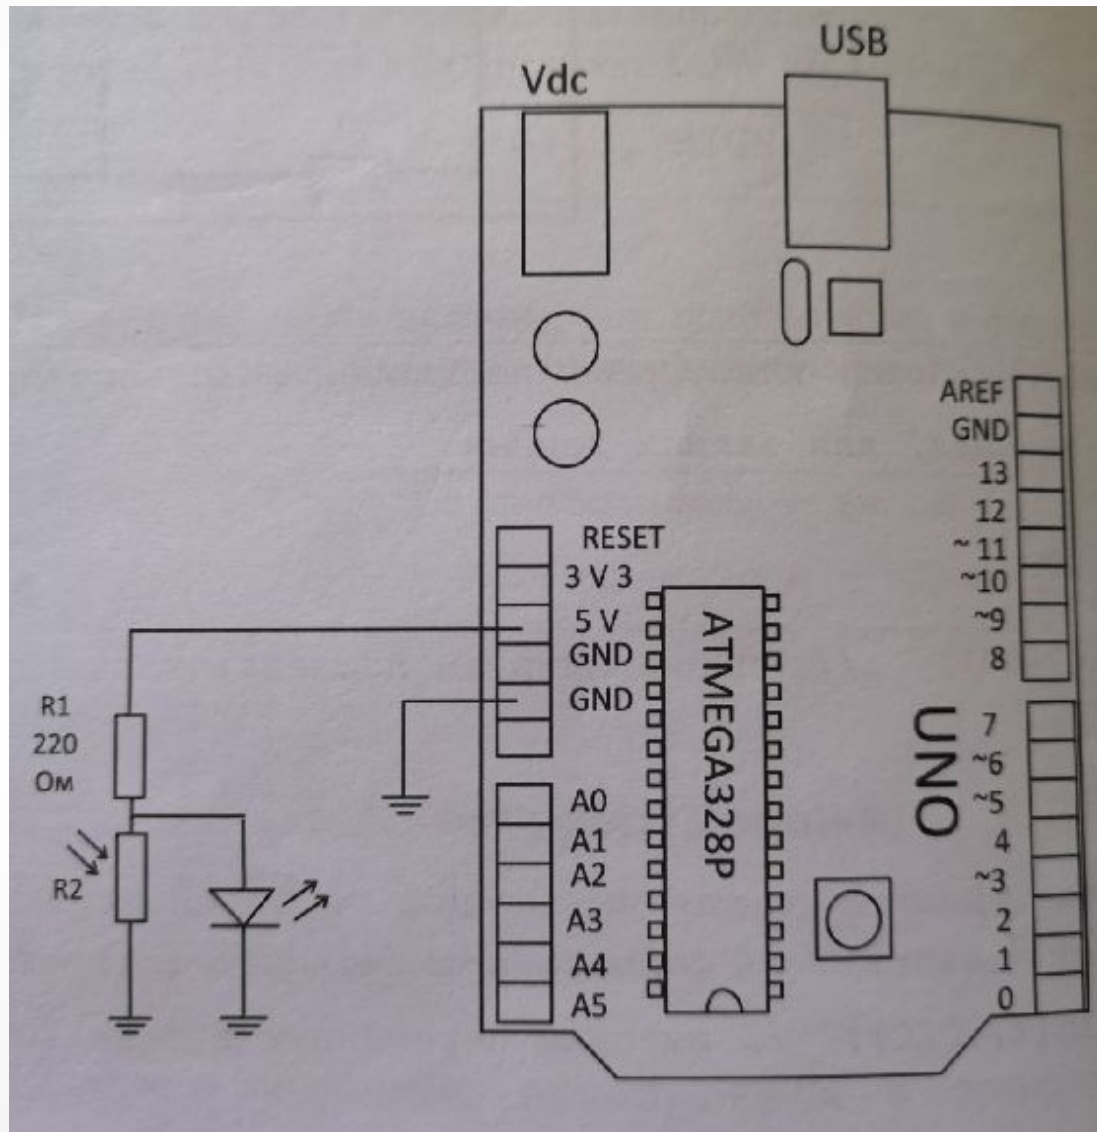 USB
Vdc
AREF
GND
13
12
~11
~10
~9
8
RESET
3 V 3
5 V
GND
GND
ATMEGA328P
UNO
7
~6
~5
4
~3
2
1
0
A0
A1
A2
A3
A4
A5
R1
220
Ом
R2